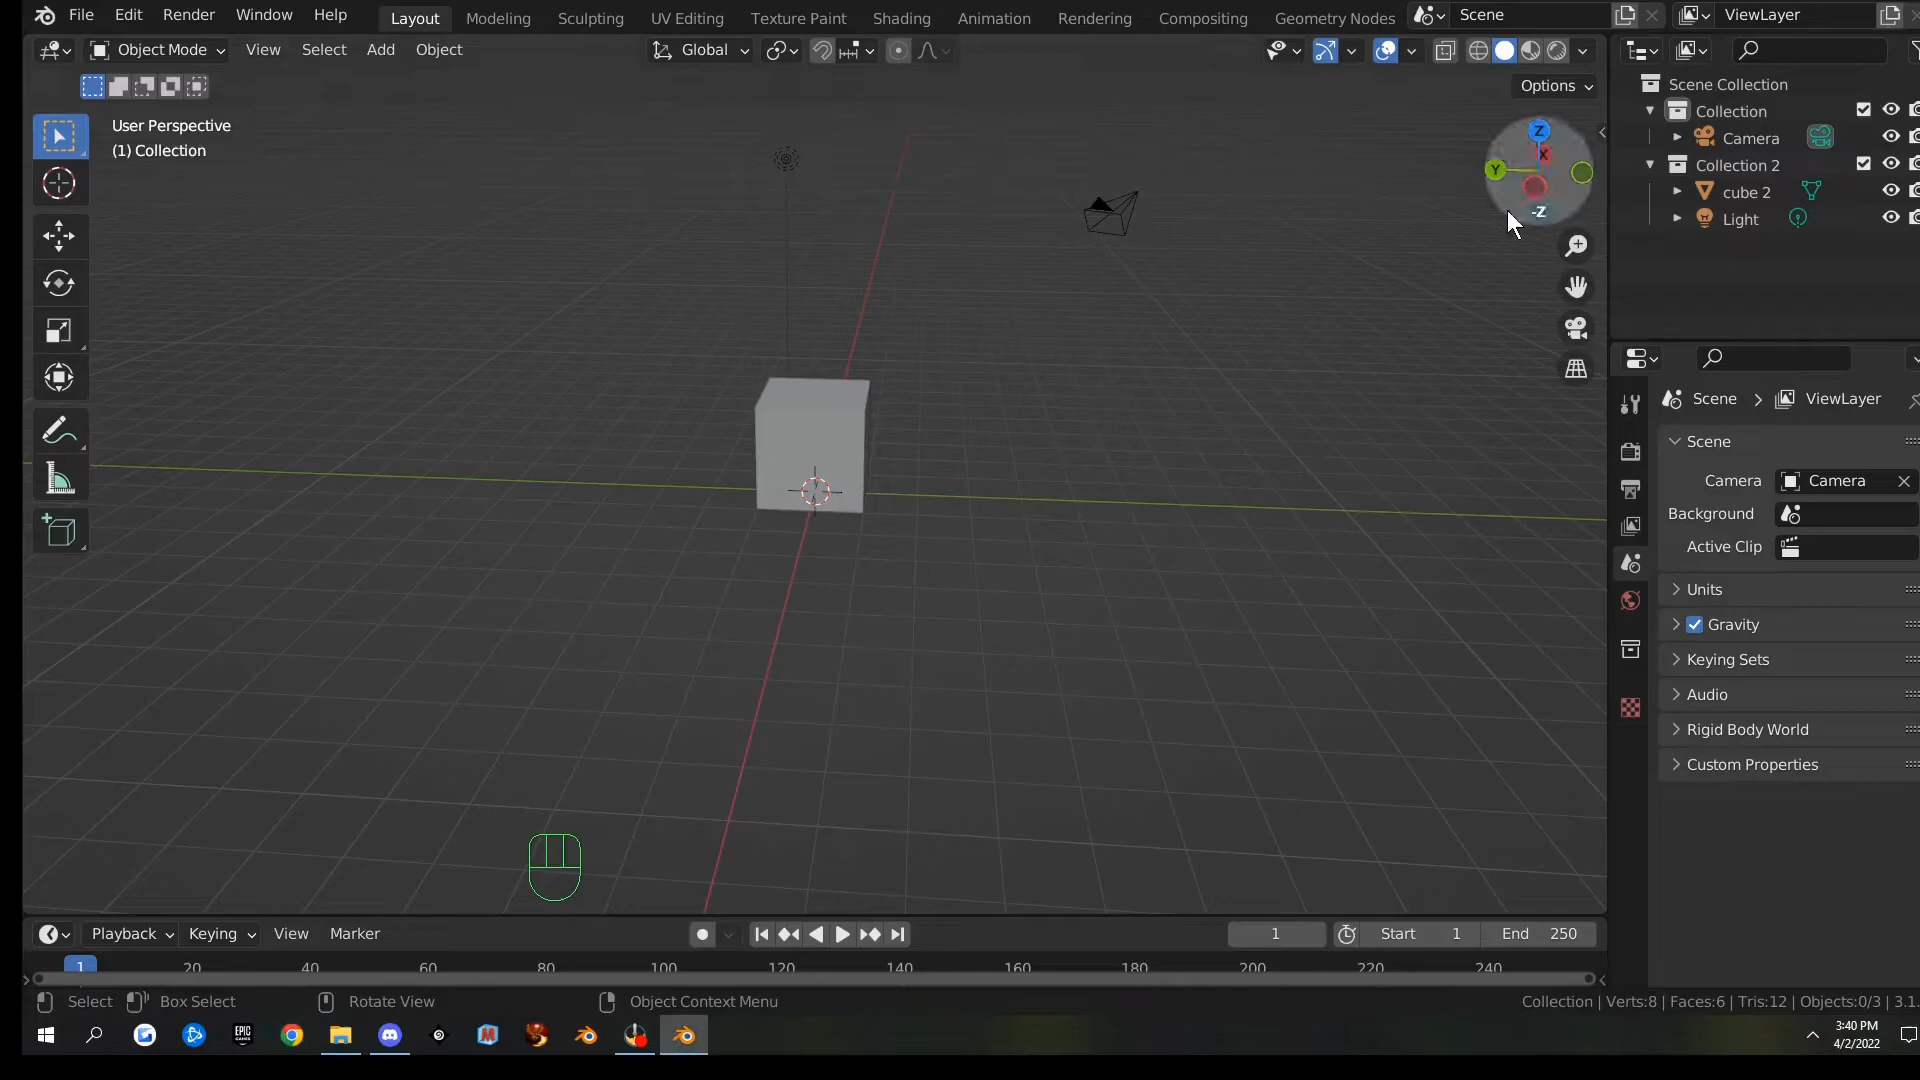 File Edit Render Window Help Layout Modeling Sculpting UV Editing Texture Paint Shading Animation Rendering Compositing Geometry Nodes Scene ViewLayer
Object Mode View Select Add Object Global
Options
User Perspective
(1) Collection
Z
X
Y
-Z
Scene Collection
Collection
Camera
Collection 2
cube 2
Light
Scene > ViewLayer
Scene
Camera Camera
Background
Active Clip
Units
Gravity
Keying Sets
Audio
Rigid Body World
Custom Properties
Playback Keying View Marker 1 Start 1 End 250
1 20 40 60 80 100 120 140 160 180 200 220 240
Select Box Select Rotate View Object Context Menu Collection | Verts:8 | Faces:6 | Tris:12 | Objects:0/3 | 3.1.
EPIC GAMES
3:40 PM
4/2/2022